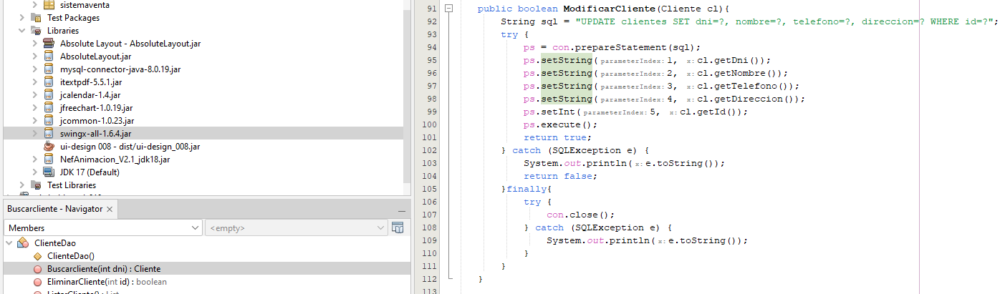 sistemaventa
Test Packages
Libraries
Absolute Layout - AbsoluteLayout.jar
AbsoluteLayout.jar
mysql-connector-java-8.0.19.jar
itextpdf-5.5.1.jar
jcalendar-1.4.jar
jfreechart-1.0.19.jar
jcommon-1.0.23.jar
swingx-all-1.6.4.jar
ui-design 008 - dist/ui-design_008.jar
NefAnimacion_V2.1_jdk18.jar
JDK 17 (Default)
Test Libraries
Buscarcliente - Navigator ×
Members
<empty>
ClienteDao
ClienteDao()
Buscarcliente(int dni) : Cliente
EliminarCliente(int id) : boolean
ListarCliente() : List
91 public boolean ModificarCliente(Cliente cl){
92 String sql = "UPDATE clientes SET dni=?, nombre=?, telefono=?, direccion=? WHERE id=?";
93 try {
94 ps = con.prepareStatement(sql);
95 ps.setString(parameterIndex: 1, x: cl.getDni());
96 ps.setString(parameterIndex: 2, x: cl.getNombre());
97 ps.setString(parameterIndex: 3, x: cl.getTelefono());
98 ps.setString(parameterIndex: 4, x: cl.getDireccion());
99 ps.setInt(parameterIndex: 5, x: cl.getId());
100 ps.execute();
101 return true;
102 } catch (SQLException e) {
103 System.out.println(x: e.toString());
104 return false;
105 }finally{
106 try {
107 con.close();
108 } catch (SQLException e) {
109 System.out.println(x: e.toString());
110 }
111 }
112 }
113